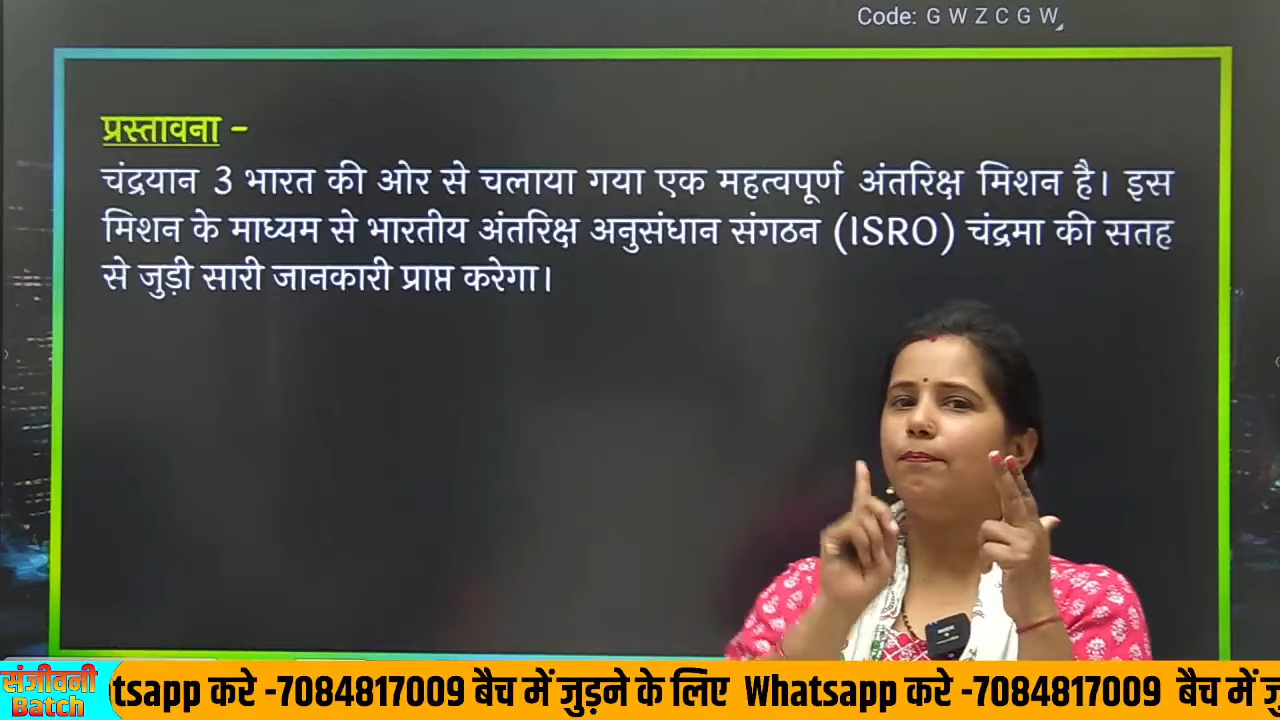 Code: G W Z C G W
प्रस्तावना -
चंद्रयान 3 भारत की ओर से चलाया गया एक महत्वपूर्ण अंतरिक्ष मिशन है। इस
मिशन के माध्यम से भारतीय अंतरिक्ष अनुसंधान संगठन (ISRO) चंद्रमा की सतह
से जुड़ी सारी जानकारी प्राप्त करेगा।
संजीवनी
Batch
tsapp करे -7084817009 बैच में जुड़ने के लिए Whatsapp करे -7084817009 बैच में जु